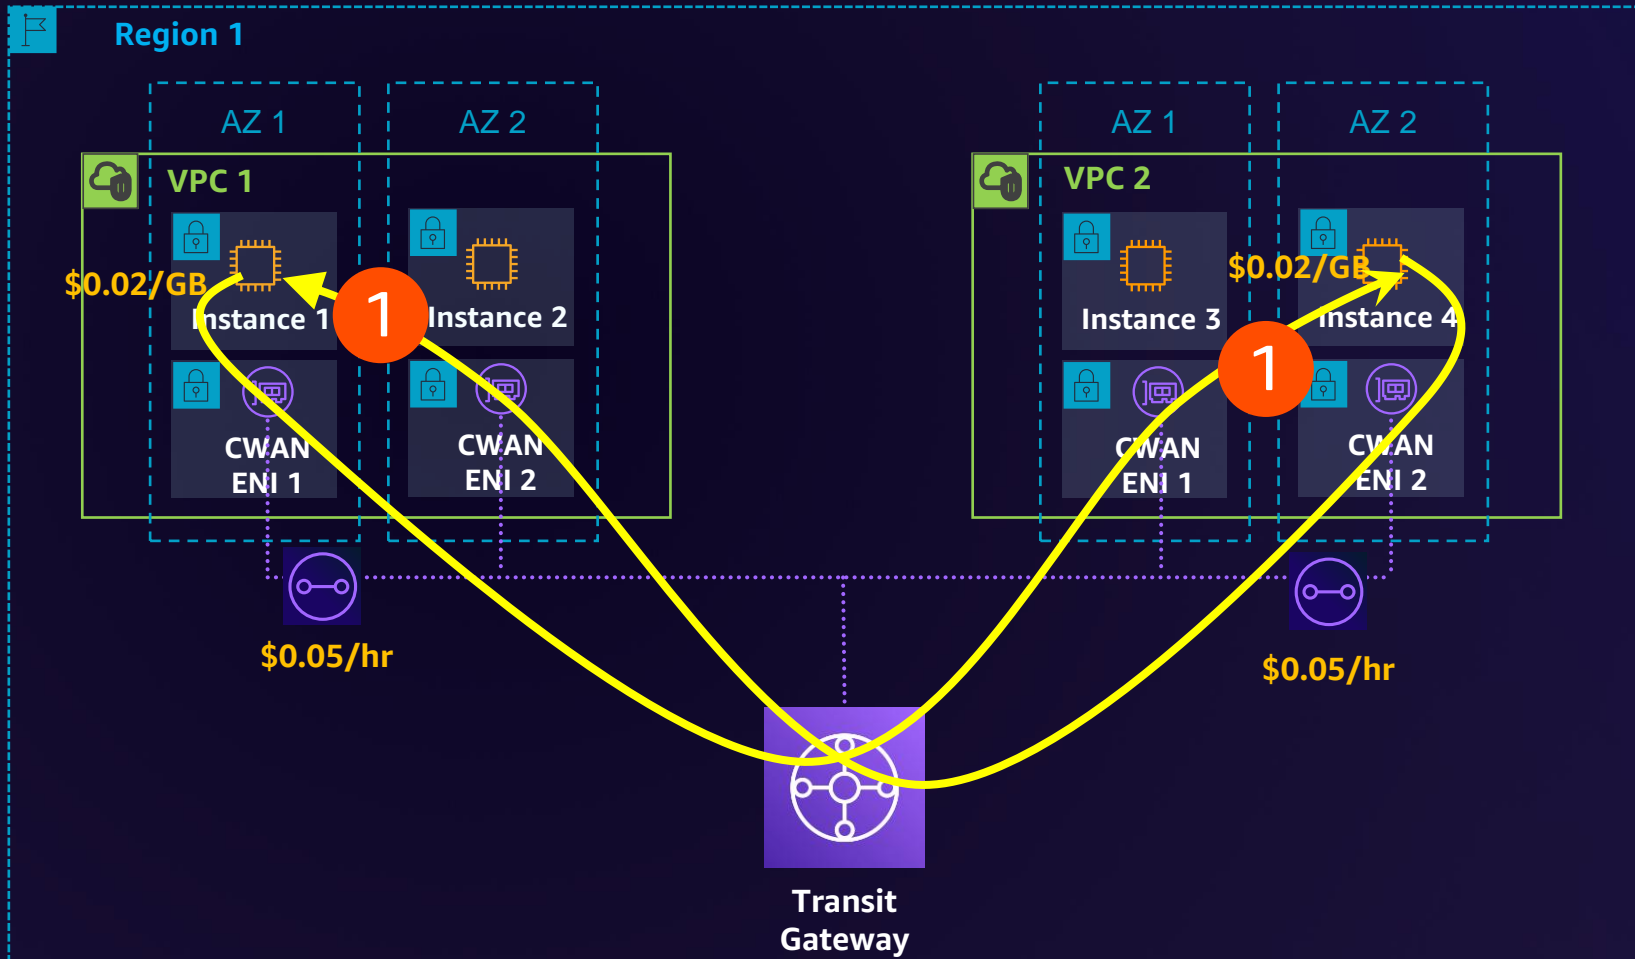 Region 1
AZ 1
AZ 2
AZ 1
AZ 2
VPC 1
VPC 2
$0.02/GB
$0.02/GB
Instance 1
1
Instance 2
Instance 3
1
Instance 4
CWAN
ENI 1
CWAN
ENI 2
CWAN
ENI 1
CWAN
ENI 2
$0.05/hr
$0.05/hr
Transit
Gateway